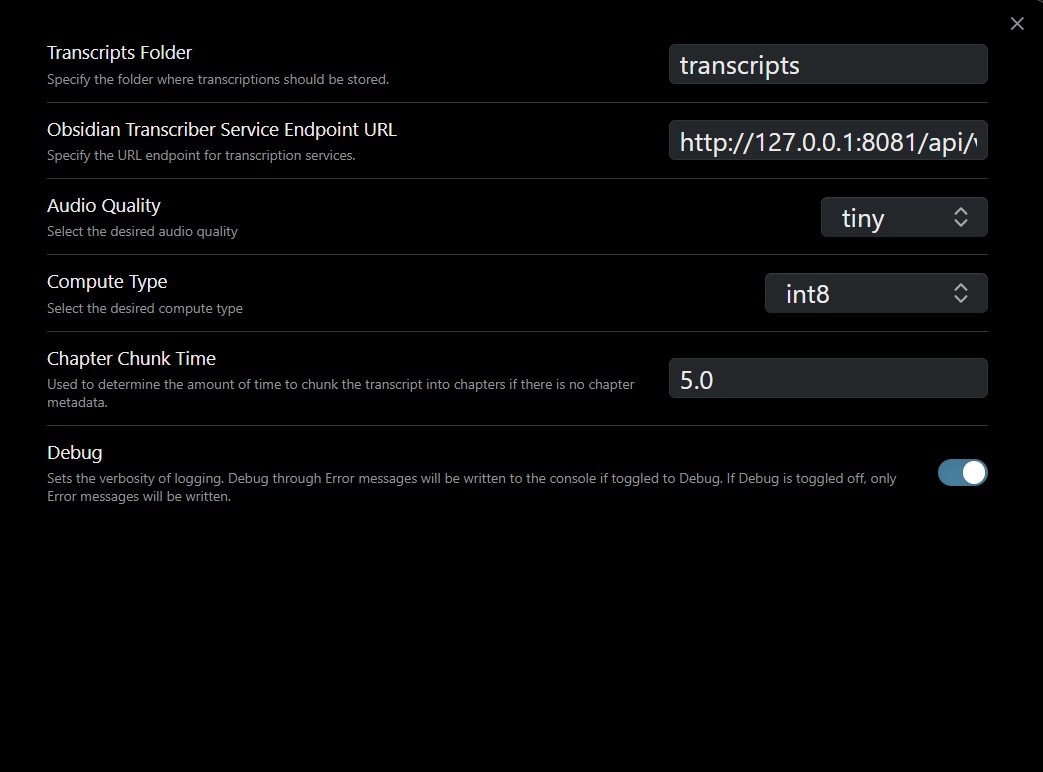 Transcripts Folder
Specify the folder where transcriptions should be stored.
transcripts
Obsidian Transcriber Service Endpoint URL
Specify the URL endpoint for transcription services.
http://127.0.0.1:8081/api/
Audio Quality
Select the desired audio quality
tiny
Compute Type
Select the desired compute type
int8
Chapter Chunk Time
Used to determine the amount of time to chunk the transcript into chapters if there is no chapter
metadata.
5.0
Debug
Sets the verbosity of logging. Debug through Error messages will be written to the console if toggled to Debug. If Debug is toggled off, only
Error messages will be written.